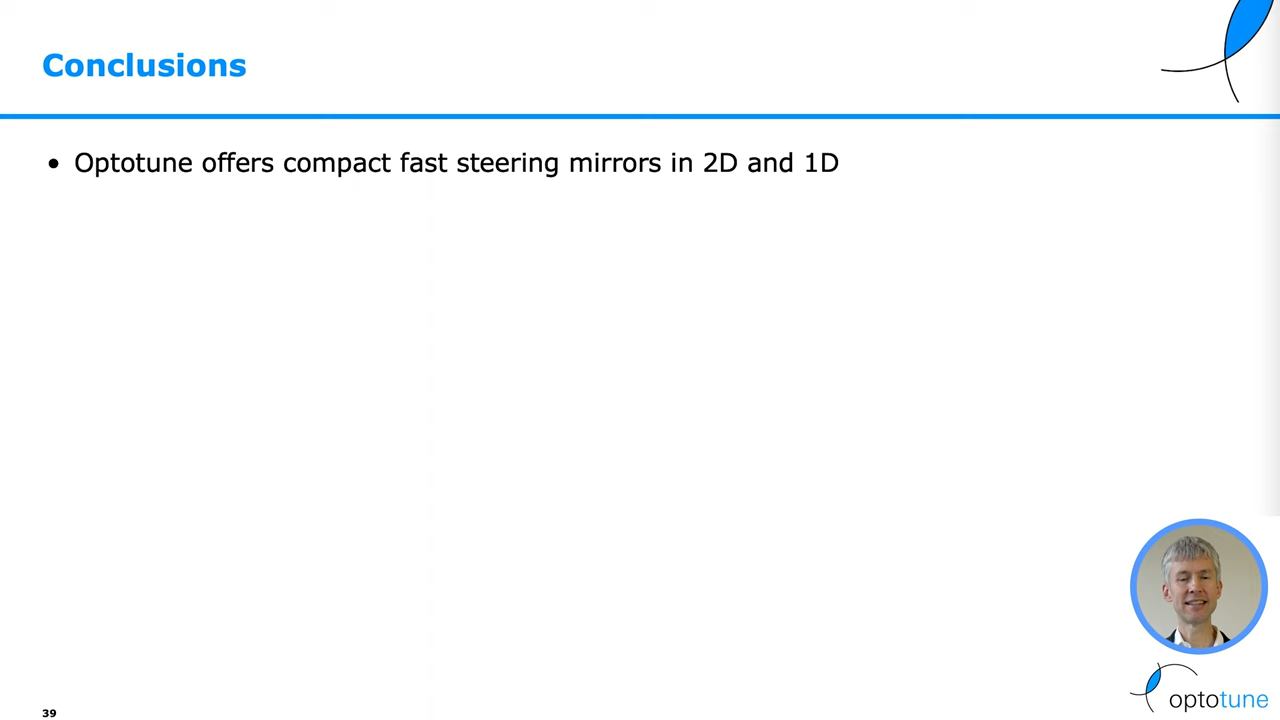 Conclusions
• Optotune offers compact fast steering mirrors in 2D and 1D
optotune
39